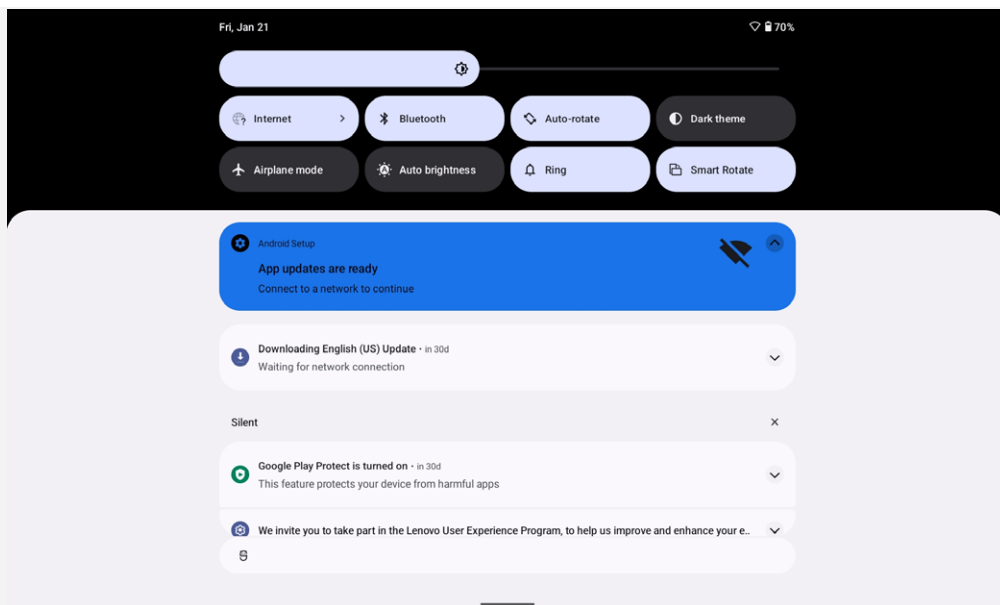 Fri, Jan 21
70%
Internet
Bluetooth
Auto-rotate
Dark theme
Airplane mode
Auto brightness
Ring
Smart Rotate
Android Setup
App updates are ready
Connect to a network to continue
Downloading English (US) Update • in 30d
Waiting for network connection
Silent
Google Play Protect is turned on • in 30d
This feature protects your device from harmful apps
We invite you to take part in the Lenovo User Experience Program, to help us improve and enhance your e..